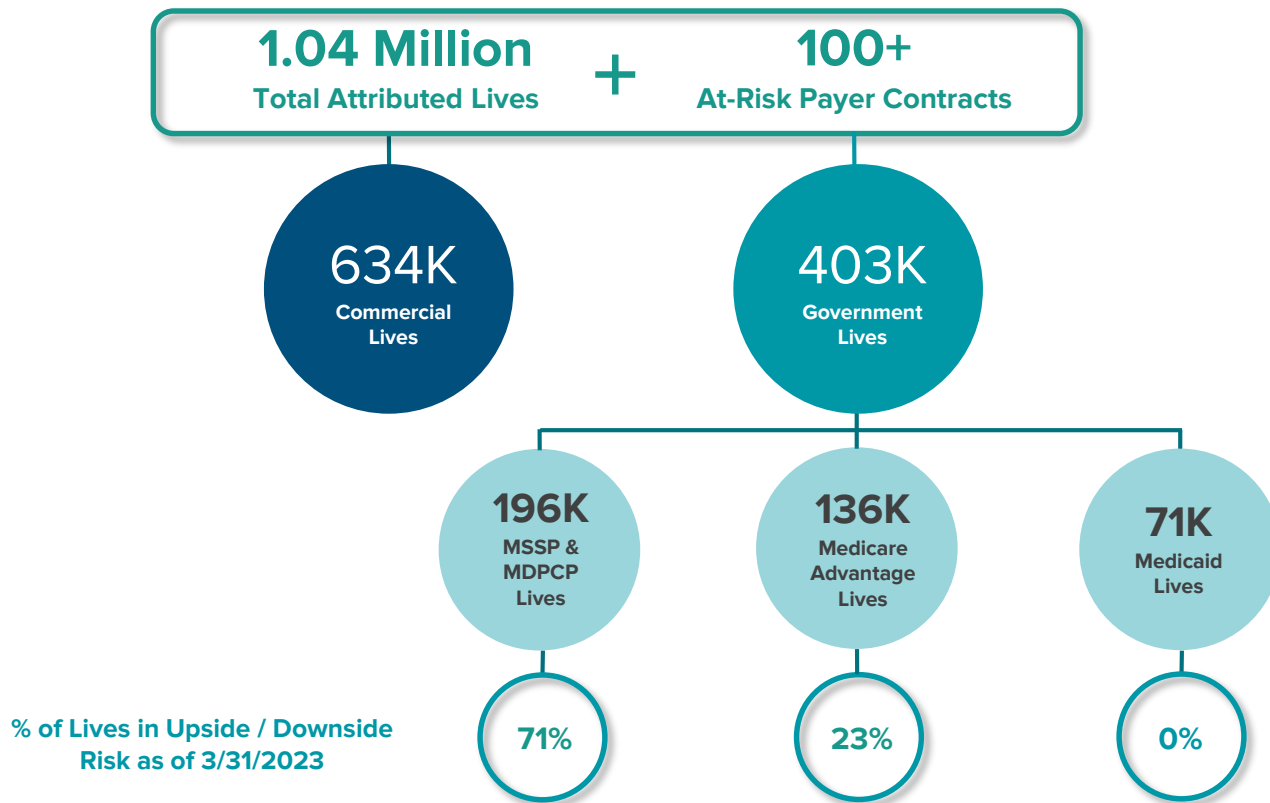 1.04 Million
Total Attributed Lives
+
100+
At-Risk Payer Contracts
634K
Commercial
Lives
403K
Government
Lives
196K
MSSP &
MDPCP
Lives
136K
Medicare
Advantage
Lives
71K
Medicaid
Lives
% of Lives in Upside / Downside
Risk as of 3/31/2023
71%
23%
0%